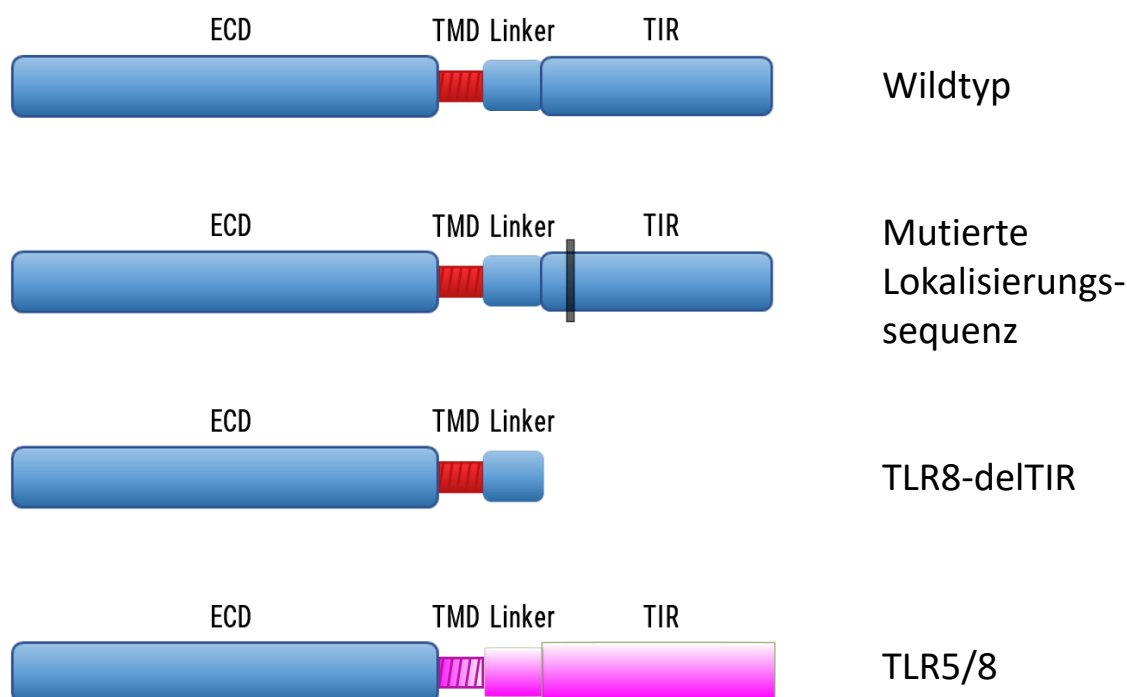 ECD TMD Linker TIR
Wildtyp
ECD TMD Linker TIR
Mutierte
Lokalisierungs-
sequenz
ECD TMD Linker
TLR8-delTIR
ECD TMD Linker TIR
TLR5/8